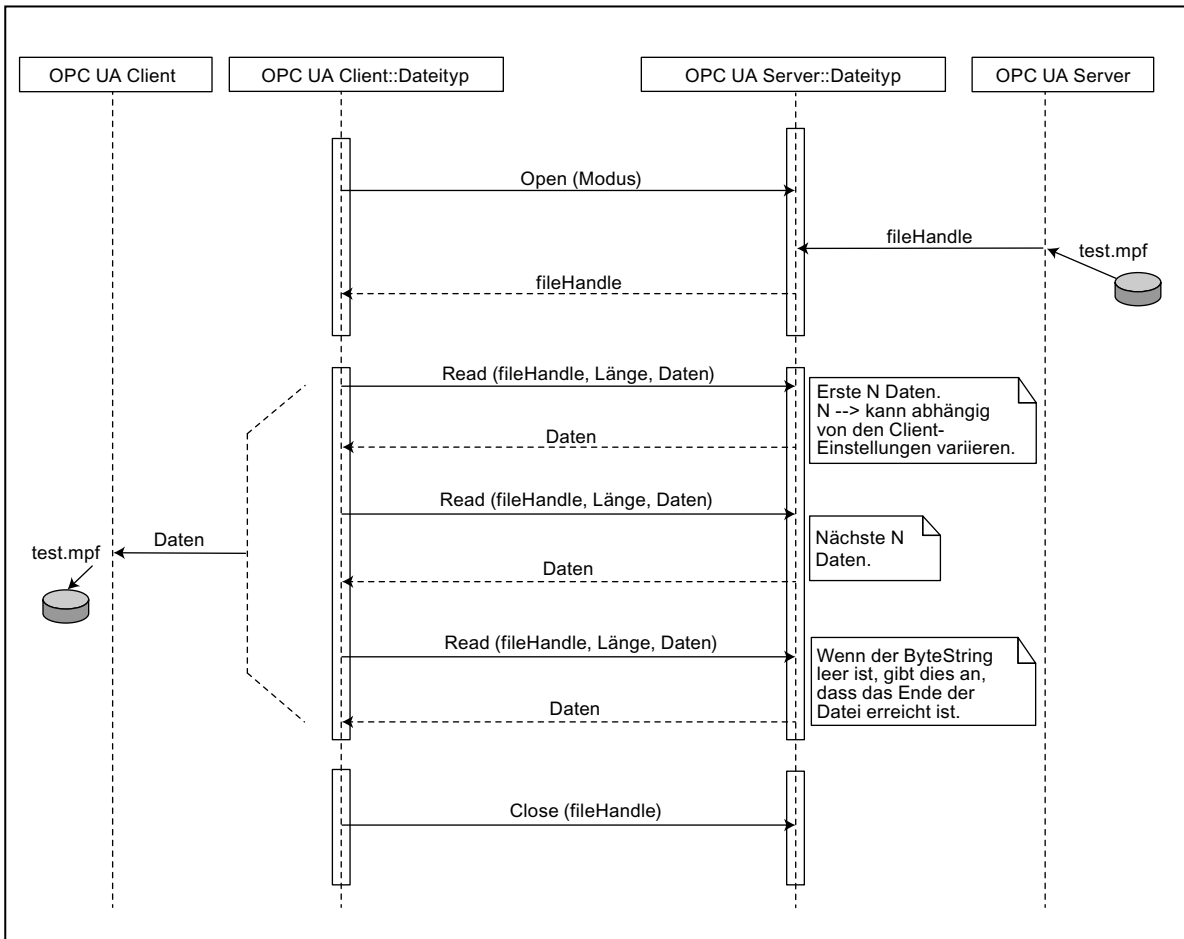 OPC UA Client
OPC UA Client::Dateityp
OPC UA Server::Dateityp
OPC UA Server
Open (Modus)
fileHandle
test.mpf
fileHandle
Read (fileHandle, Länge, Daten)
Erste N Daten.
N --> kann abhängig
von den Client-
Einstellungen variieren.
Daten
Read (fileHandle, Länge, Daten)
Nächste N
Daten.
Daten
test.mpf
Daten
Read (fileHandle, Länge, Daten)
Wenn der ByteString
leer ist, gibt dies an,
dass das Ende der
Datei erreicht ist.
Daten
Close (fileHandle)